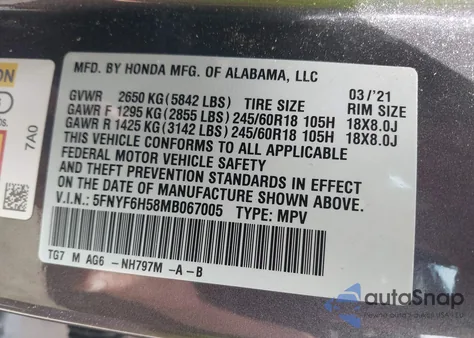 MFD. BY HONDA MFG. OF ALABAMA, LLC
03/'21
GVWR 2650 KG (5842 LBS) TIRE SIZE RIM SIZE
GAWR F 1295 KG (2855 LBS) 245/60R18 105H 18X8.0J
GAWR R 1425 KG (3142 LBS) 245/60R18 105H 18X8.0J
THIS VEHICLE CONFORMS TO ALL APPLICABLE
FEDERAL MOTOR VEHICLE SAFETY
AND THEFT PREVENTION STANDARDS IN EFFECT
ON THE DATE OF MANUFACTURE SHOWN ABOVE.
V.I.N.: 5FNYF6H58MB067005 TYPE: MPV
TG7 M AG6 -NH797M -A -B
7A0
ION
autoSnap